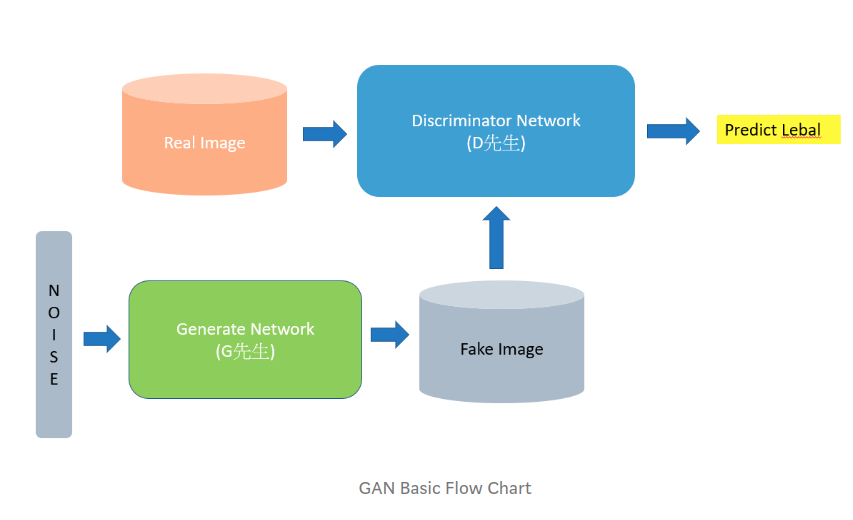 Real Image
Discriminator Network
(D先生)
Predict Lebal
N
O
I
S
E
Generate Network
(G先生)
Fake Image
GAN Basic Flow Chart